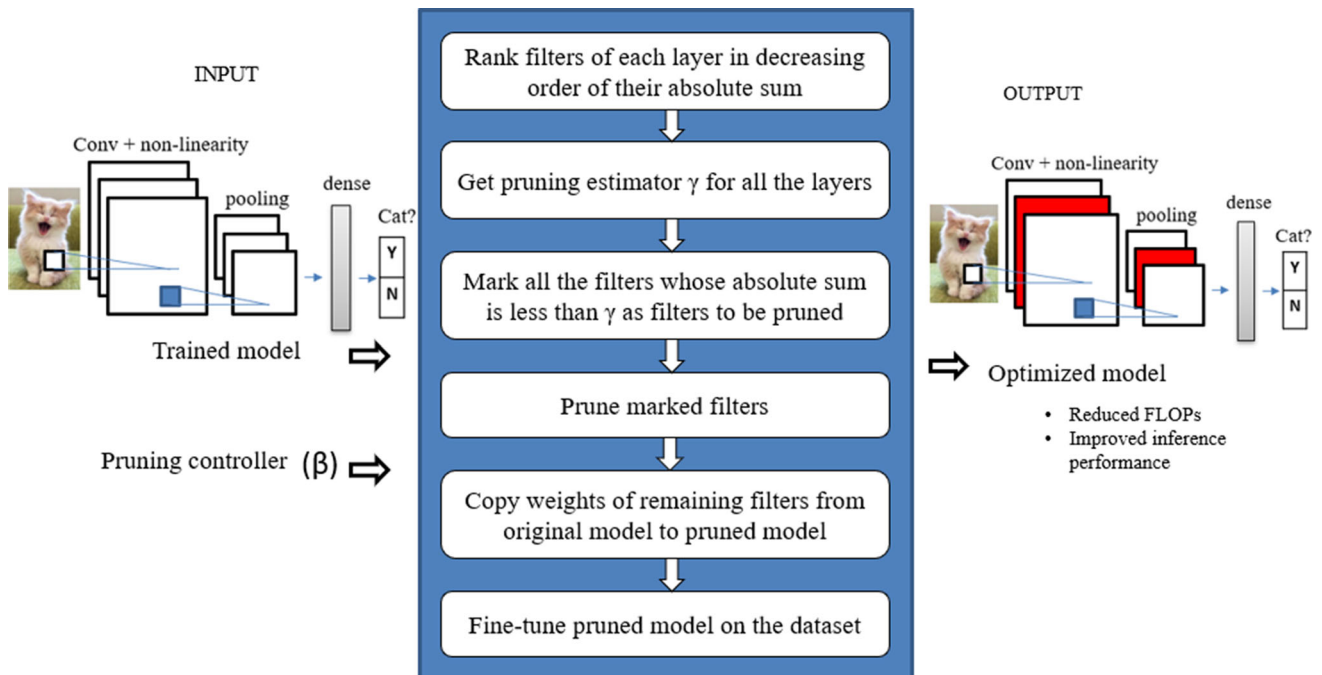 INPUT
Conv + non-linearity
pooling
dense
Cat?
Y
N
Trained model
Pruning controller (β)
Rank filters of each layer in decreasing
order of their absolute sum
Get pruning estimator γ for all the layers
Mark all the filters whose absolute sum
is less than γ as filters to be pruned
Prune marked filters
Copy weights of remaining filters from
original model to pruned model
Fine-tune pruned model on the dataset
OUTPUT
Conv + non-linearity
pooling
dense
Cat?
Y
N
Optimized model
• Reduced FLOPs
• Improved inference
performance